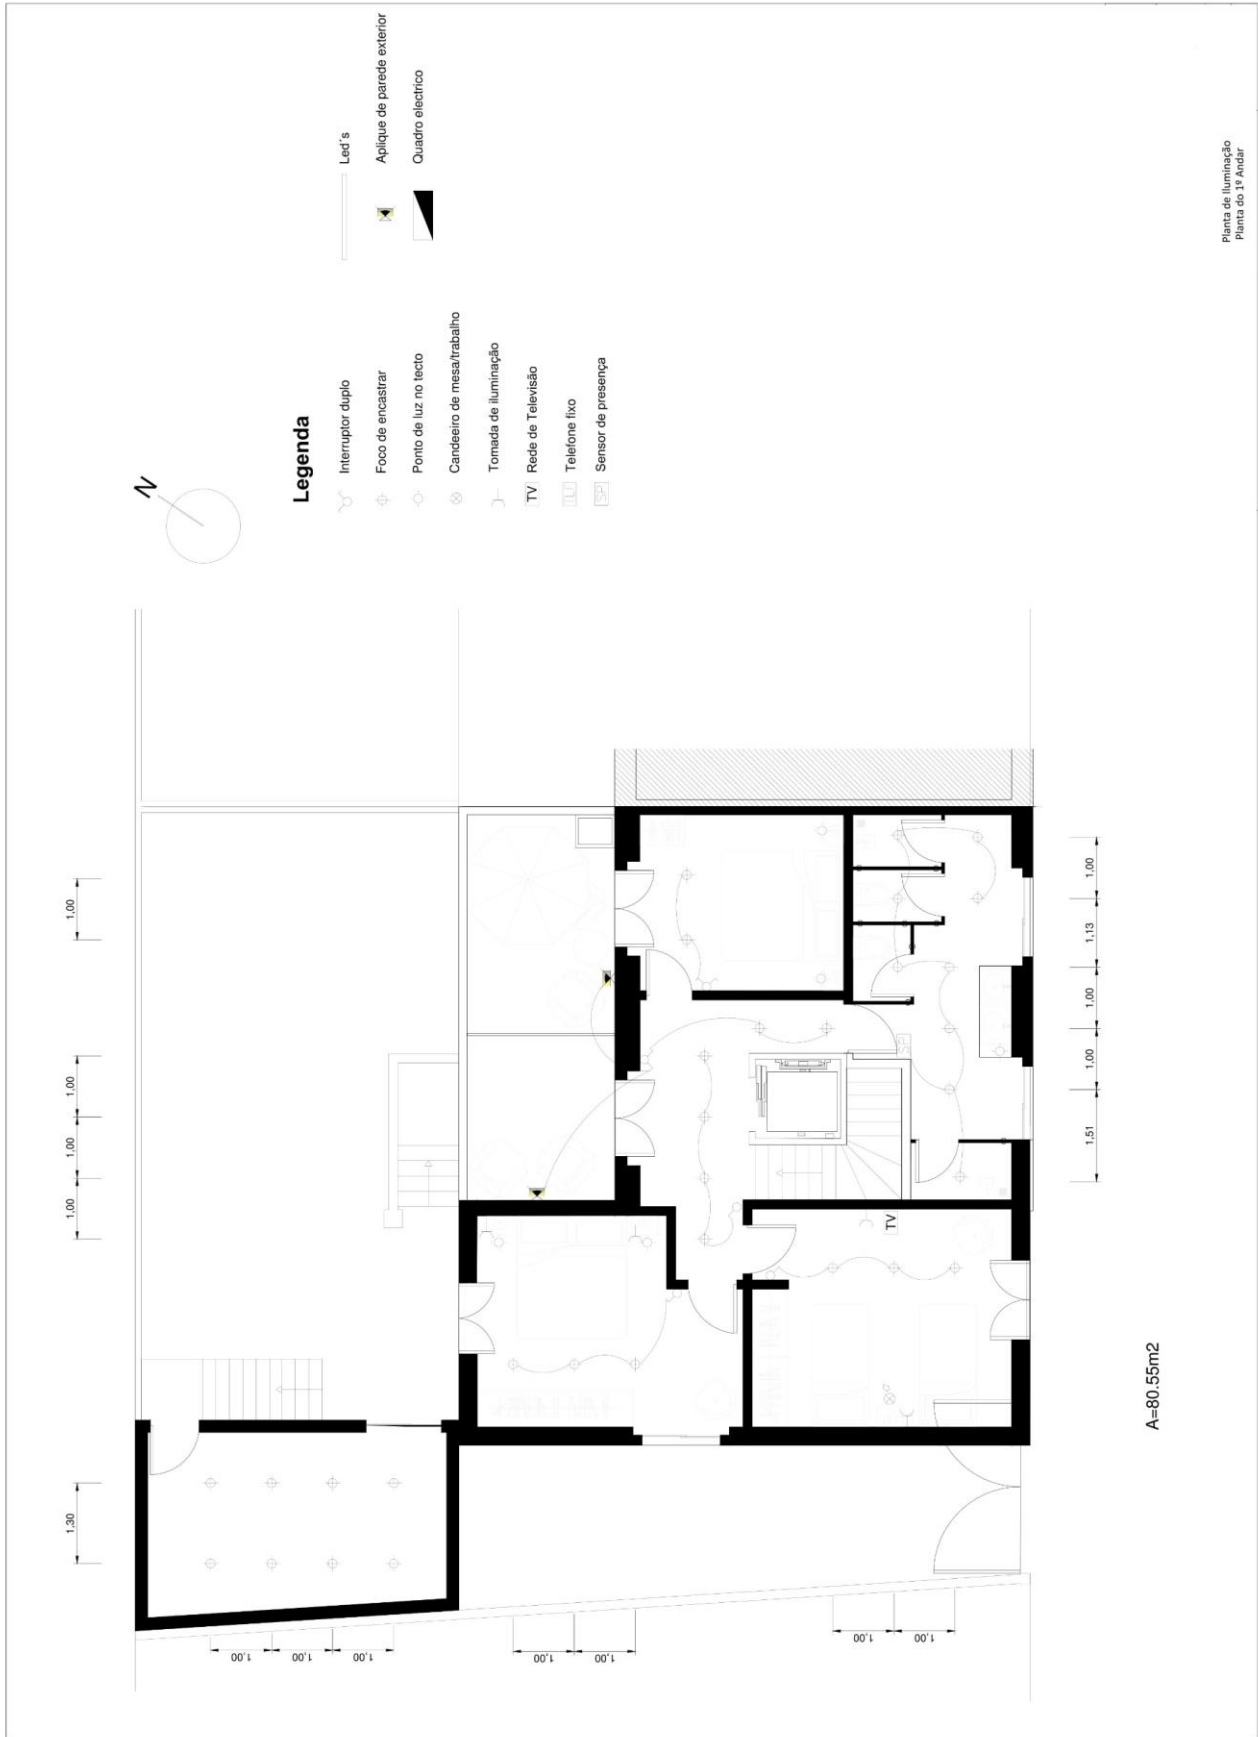 Legenda
Interruptor duplo
Foco de encastrar
Ponto de luz no tecto
Candeeiro de mesa/trabalho
Tomada de iluminação
TV Rede de Televisão
Telefone fixo
SP Sensor de presença
Led´s
Aplique de parede exterior
Quadro electrico
N
1,30
1,00
1,00
1,00
1,00
1,00
1,00
1,00
1,00
1,00
1,00
1,00
TV
SP
1,51
1,00
1,00
1,13
1,00
A=80.55m2
Planta de Iluminação
Planta do 1º Andar